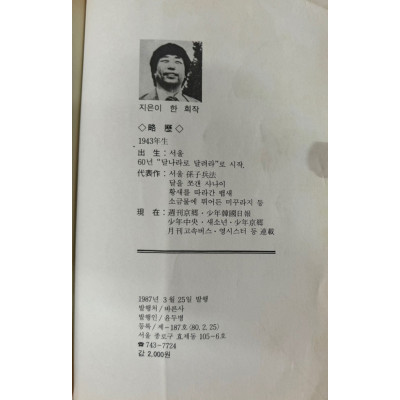 지은이 한 희작
◇略 歷◇
1943年生
出 生 : 서울
60년 "달나라로 달려라"로 시작.
代表作 : 서울 孫子兵法
달을 쪼갠 사나이
황새를 따라간 뱁새
소금물에 뛰어든 미꾸라지 등
現 在 : 週刊京鄕·少年韓國日報
少年中央·새소년·少年京鄕
月刊고속버스·영시스터 등 連載
1987년 3월 25일 발행
발행처/바른사
발행인/윤무병
등록/제-187호(80.2.25)
서울 종로구 효제동 105-6호
☎743-7724
값 2,000원